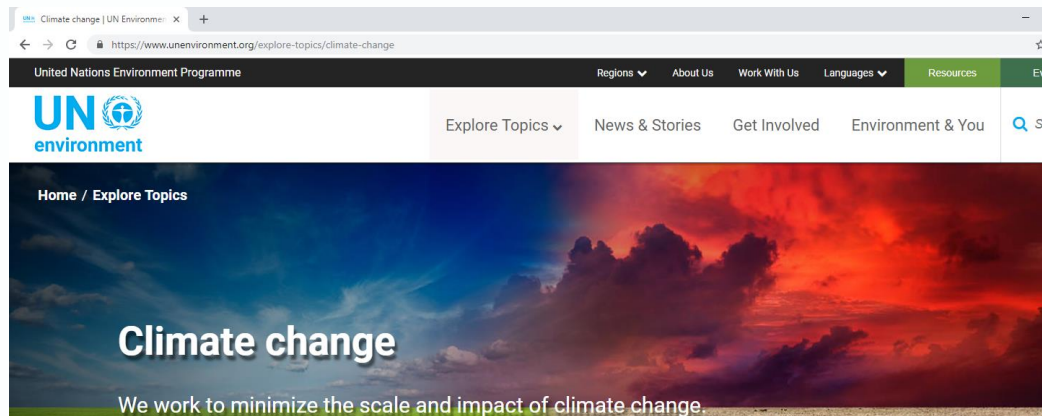 Climate change | UN Environmen
https://www.unenvironment.org/explore-topics/climate-change
United Nations Environment Programme Regions About Us Work With Us Languages Resources Ev
UN
environment
Explore Topics News & Stories Get Involved Environment & You S
Home / Explore Topics
Climate change
We work to minimize the scale and impact of climate change.